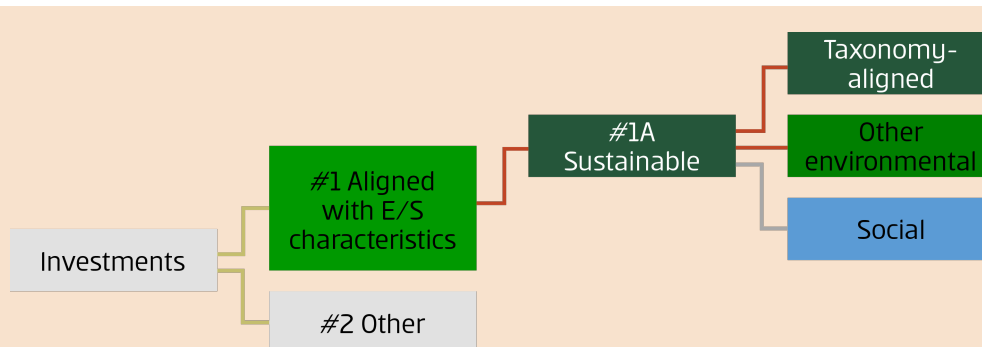 Investments
#1 Aligned
with E/S
characteristics
#2 Other
#1A
Sustainable
Taxonomy-
aligned
Other
environmental
Social